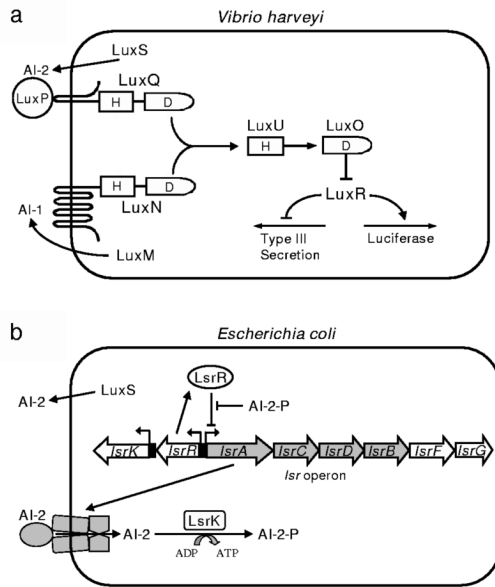 a
Vibrio harveyi
LuxS
AI-2
LuxQ
LuxP
H
D
LuxU
LuxO
H
D
H
D
LuxN
LuxR
AI-1
Type III
Secretion
Luciferase
LuxM
b
Escherichia coli
LsrR
LuxS
AI-2
AI-2-P
lsrK
lsrR
lsrA
lsrC
lsrD
lsrB
lsrF
lsrG
lsr operon
AI-2
LsrK
AI-2
AI-2-P
ADP
ATP